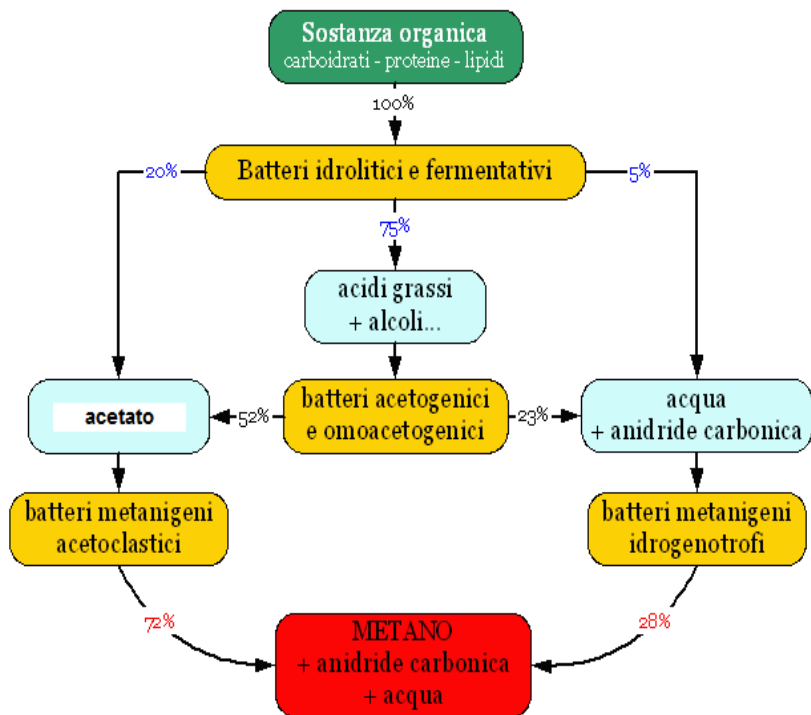 Sostanza organica
carboidrati - proteine - lipidi
100%
Batteri idrolitici e fermentativi
20%
5%
75%
acidi grassi
+ alcoli...
acetato
52%
batteri acetogenici
e omoacetogenici
23%
acqua
+ anidride carbonica
batteri metanigeni
acetoclastici
batteri metanigeni
idrogenotrofi
72%
28%
METANO
+ anidride carbonica
+ acqua